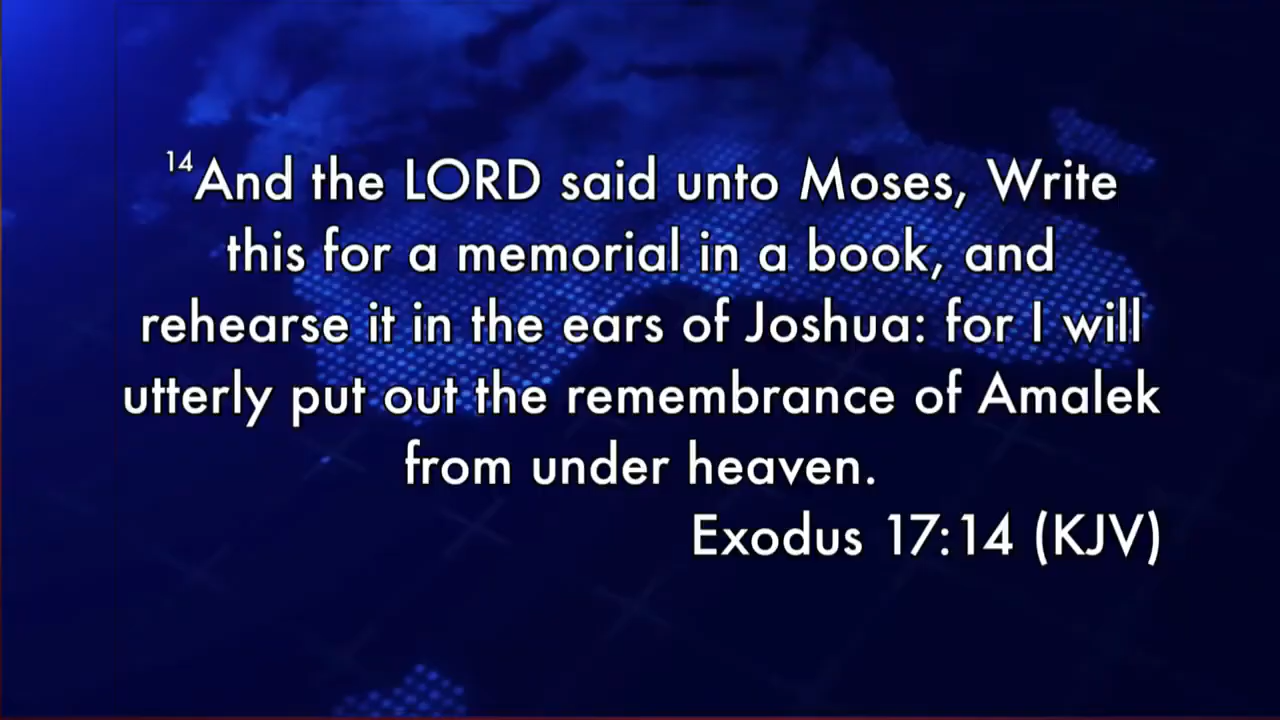 14And the LORD said unto Moses, Write
this for a memorial in a book, and
rehearse it in the ears of Joshua: for I will
utterly put out the remembrance of Amalek
from under heaven.
Exodus 17:14 (KJV)